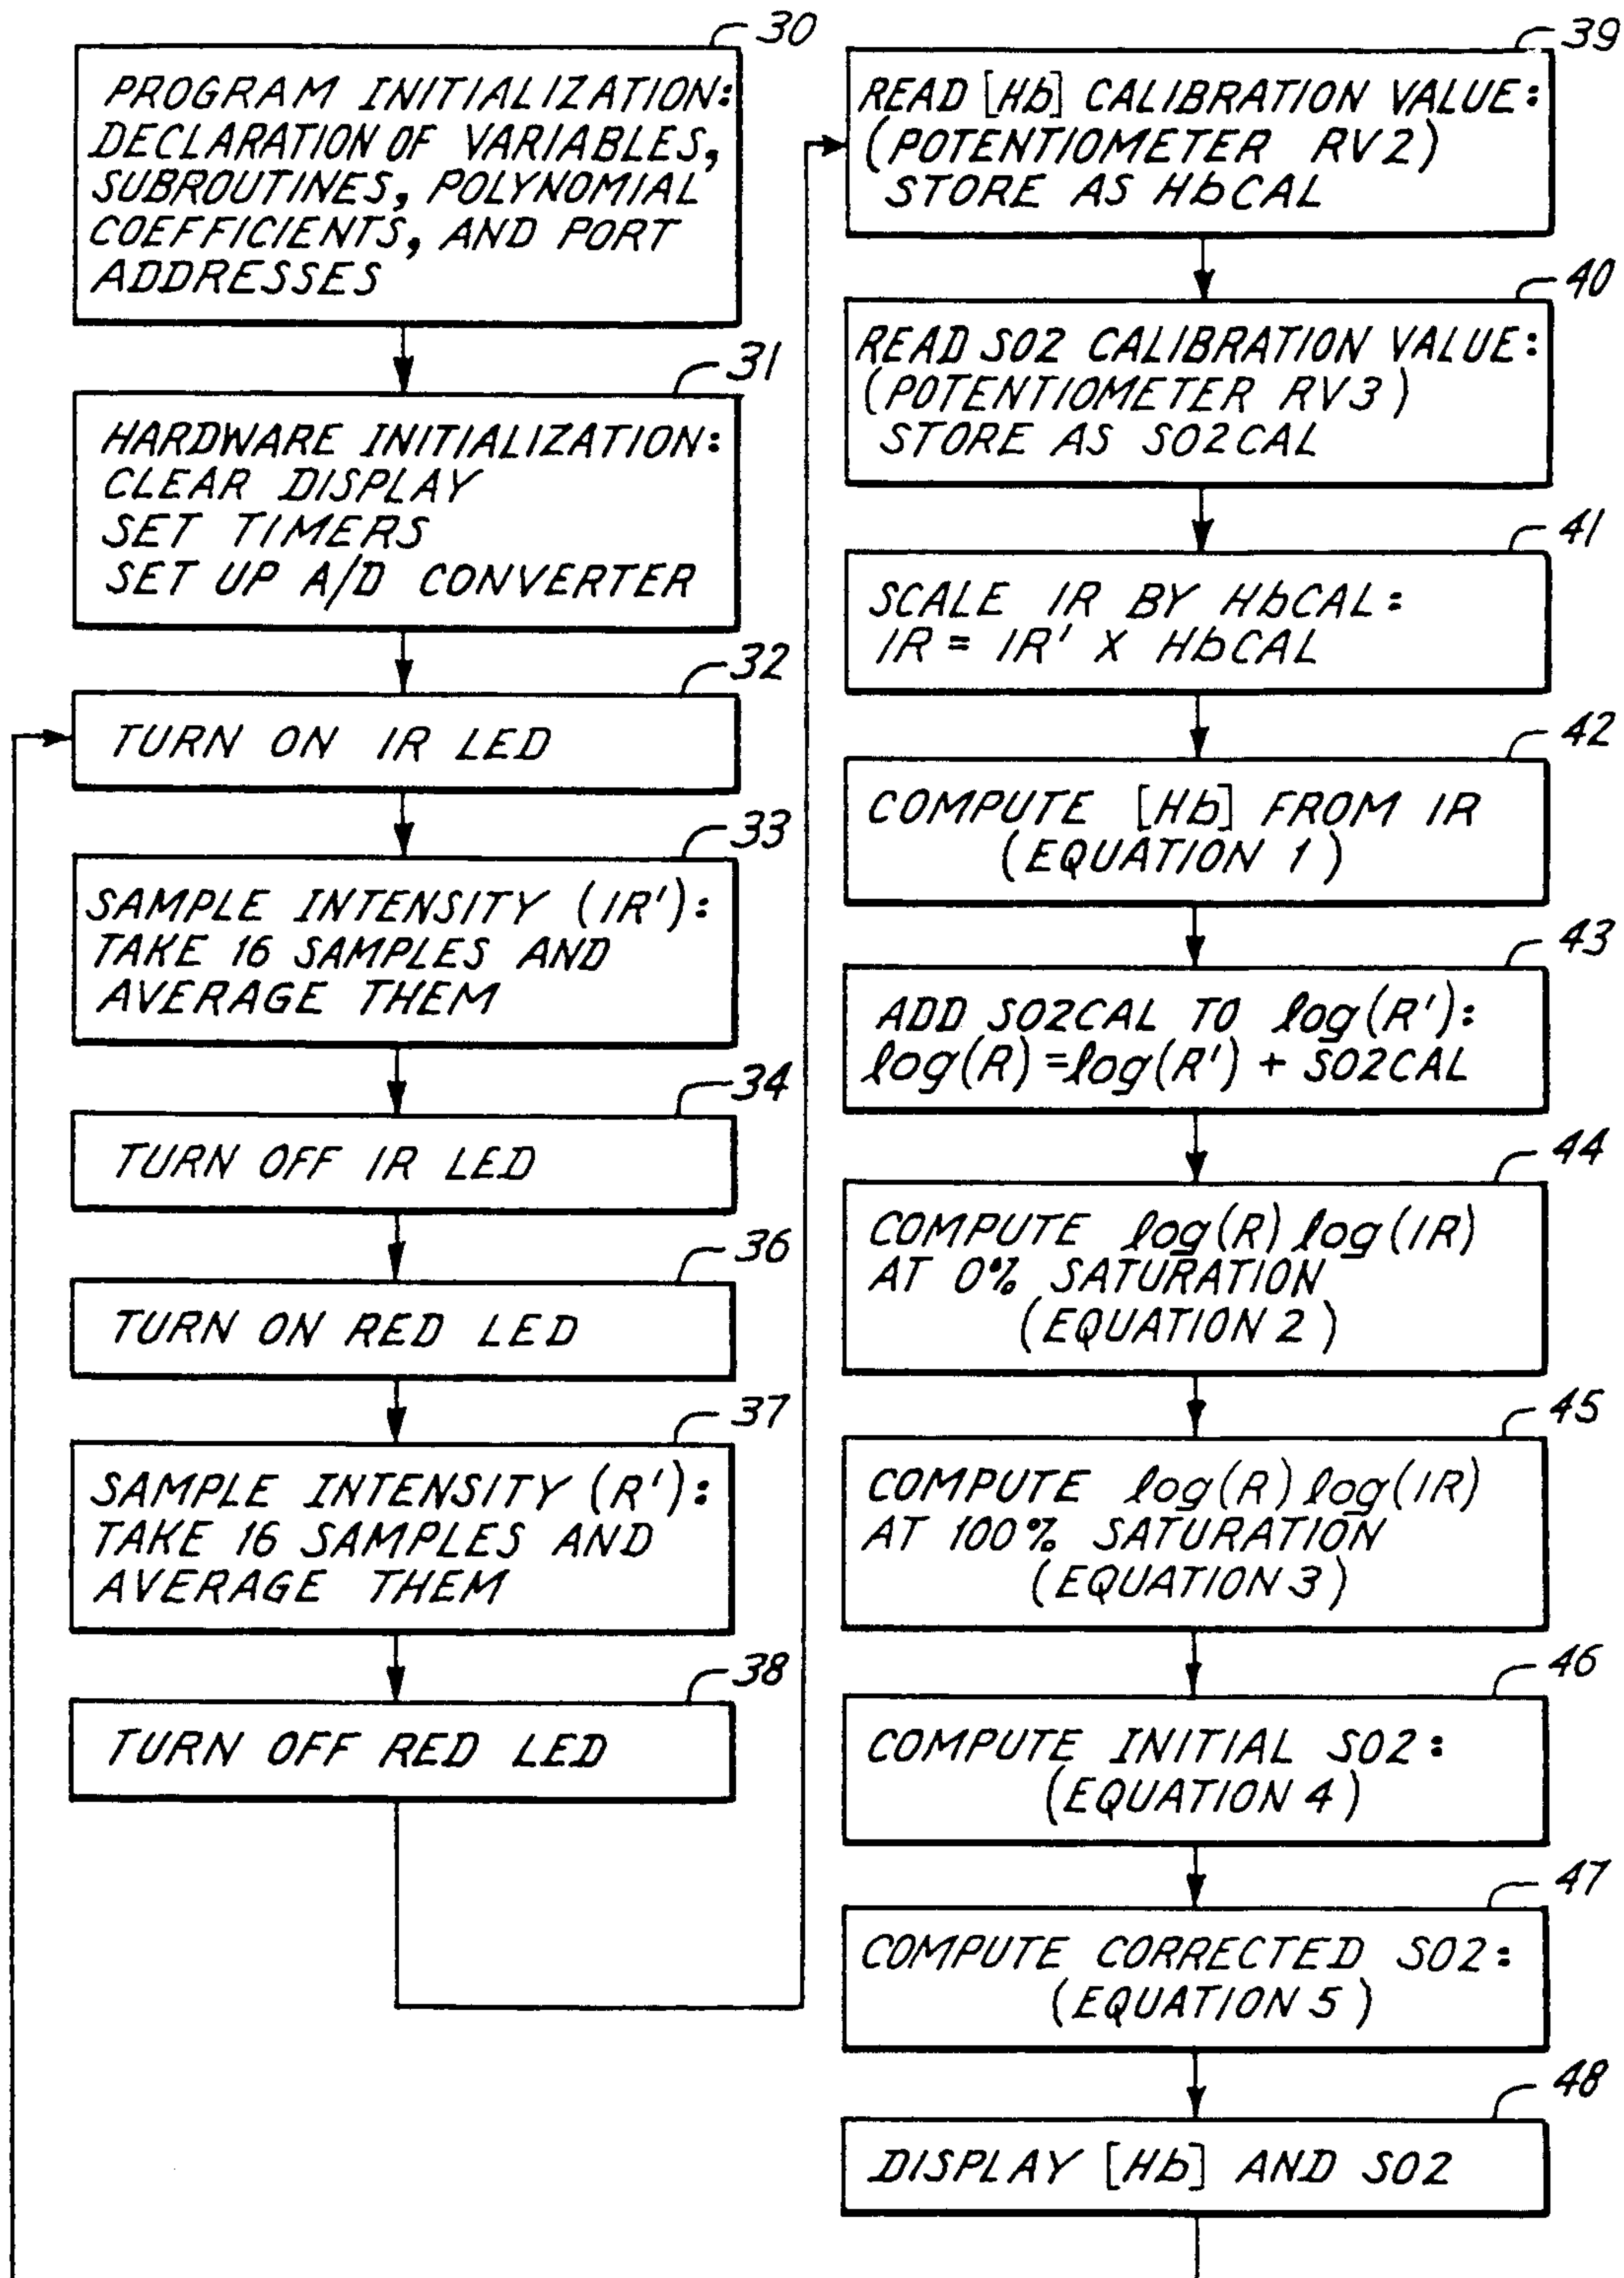 30
PROGRAM INITIALIZATION:
DECLARATION OF VARIABLES,
SUBROUTINES, POLYNOMIAL
COEFFICIENTS, AND PORT
ADDRESSES
31
HARDWARE INITIALIZATION:
CLEAR DISPLAY
SET TIMERS
SET UP A/D CONVERTER
32
TURN ON IR LED
33
SAMPLE INTENSITY (IR'):
TAKE 16 SAMPLES AND
AVERAGE THEM
34
TURN OFF IR LED
36
TURN ON RED LED
37
SAMPLE INTENSITY (R'):
TAKE 16 SAMPLES AND
AVERAGE THEM
38
TURN OFF RED LED
39
READ [Hb] CALIBRATION VALUE:
(POTENTIOMETER RV2)
STORE AS HbCAL
40
READ SO2 CALIBRATION VALUE:
(POTENTIOMETER RV3)
STORE AS SO2CAL
41
SCALE IR BY HbCAL:
IR = IR' X HbCAL
42
COMPUTE [Hb] FROM IR
(EQUATION 1)
43
ADD SO2CAL TO log(R'):
log(R)=log(R') + SO2CAL
44
COMPUTE log(R) log(IR)
AT 0% SATURATION
(EQUATION 2)
45
COMPUTE log(R) log(IR)
AT 100% SATURATION
(EQUATION 3)
46
COMPUTE INITIAL SO2:
(EQUATION 4)
47
COMPUTE CORRECTED SO2:
(EQUATION 5)
48
DISPLAY [Hb] AND SO2